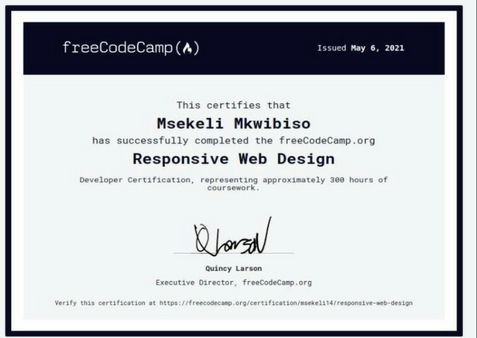 freeCodeCamp(🔥)
Issued May 6, 2021
This certifies that
Msekeli Mkwibiso
has successfully completed the freeCodeCamp.org
Responsive Web Design
Developer Certification, representing approximately 300 hours of
coursework.
QLarson
Quincy Larson
Executive Director, freeCodeCamp.org
Verify this certification at https://freecodecamp.org/certification/msekeli14/responsive-web-design